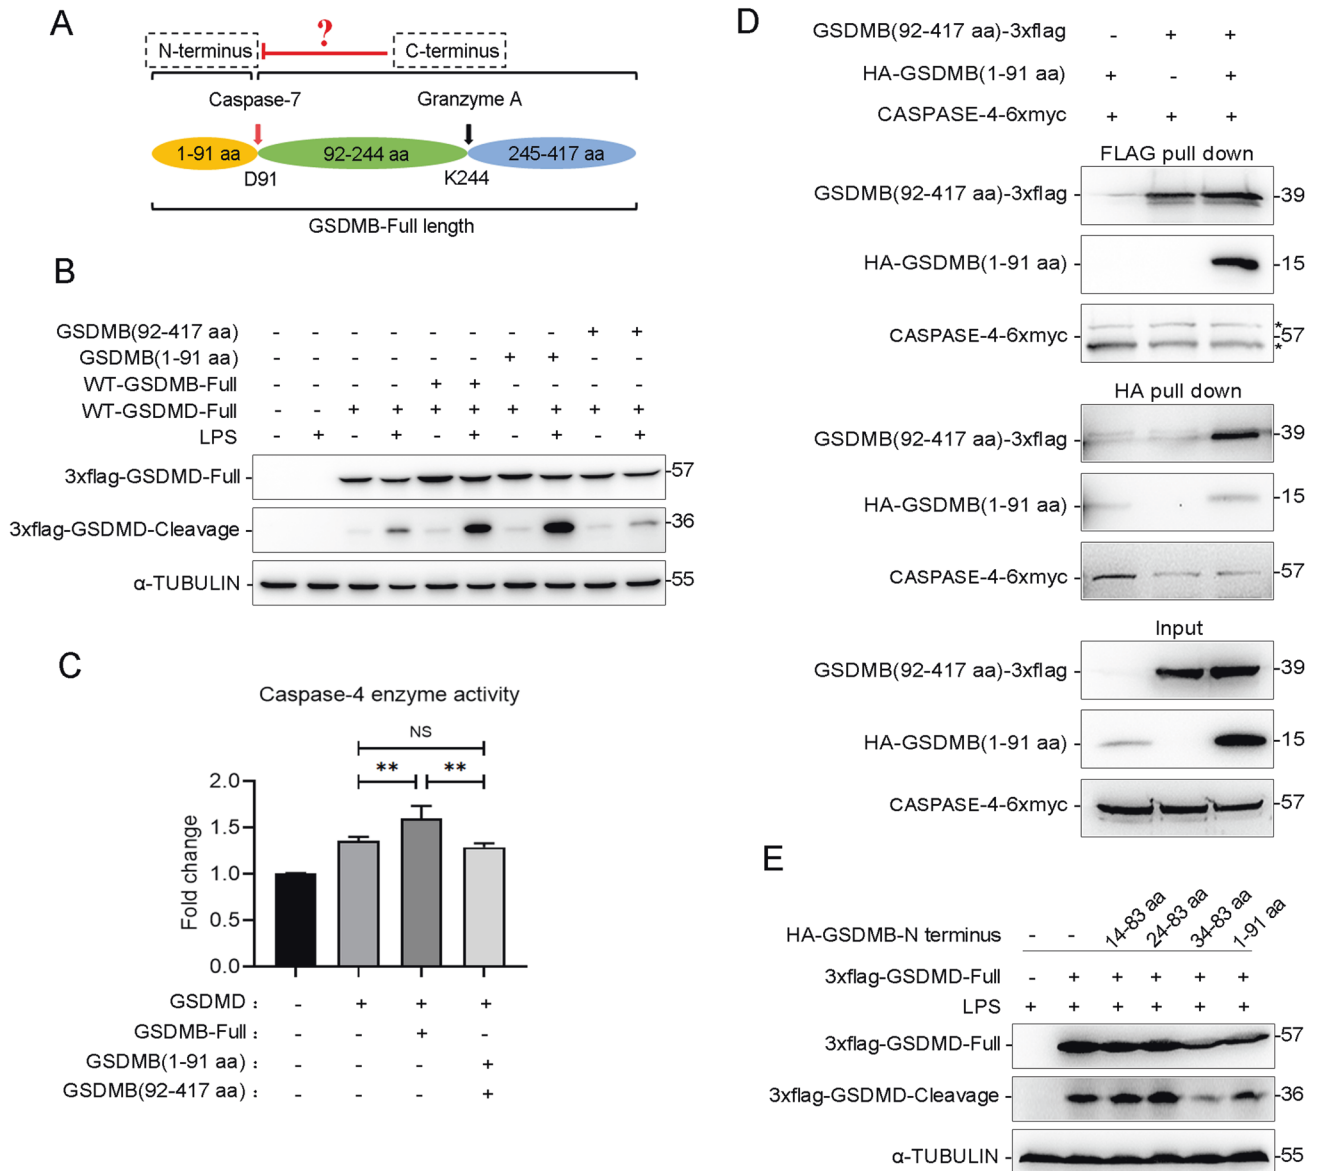 A
?
N-terminus
C-terminus
Caspase-7
Granzyme A
1-91 aa
92-244 aa
245-417 aa
D91
K244
GSDMB-Full length
B
GSDMB(92-417 aa) - - - - - - - - + +
GSDMB(1-91 aa) - - - - - - + + - -
WT-GSDMB-Full - - - - + + - - - -
WT-GSDMD-Full - - + + + + + + + +
LPS - + - + - + - + - +
3xflag-GSDMD-Full - -57
3xflag-GSDMD-Cleavage - -36
α-TUBULIN - -55
C
Caspase-4 enzyme activity
NS
** **
Fold change
2.0
1.5
1.0
0.5
0.0
GSDMD : - + + +
GSDMB-Full : - - + -
GSDMB(1-91 aa) : - - - +
GSDMB(92-417 aa) : - - - +
D
GSDMB(92-417 aa)-3xflag - + +
HA-GSDMB(1-91 aa) + - +
CASPASE-4-6xmyc + + +
FLAG pull down
GSDMB(92-417 aa)-3xflag - -39
HA-GSDMB(1-91 aa) - -15
CASPASE-4-6xmyc - * -57 *
HA pull down
GSDMB(92-417 aa)-3xflag - -39
HA-GSDMB(1-91 aa) - -15
CASPASE-4-6xmyc - -57
Input
GSDMB(92-417 aa)-3xflag - -39
HA-GSDMB(1-91 aa) - -15
CASPASE-4-6xmyc - -57
E
HA-GSDMB-N terminus - - 14-83 aa 24-83 aa 34-83 aa 1-91 aa
3xflag-GSDMD-Full - + + + + +
LPS + + + + + +
3xflag-GSDMD-Full - -57
3xflag-GSDMD-Cleavage - -36
α-TUBULIN - -55